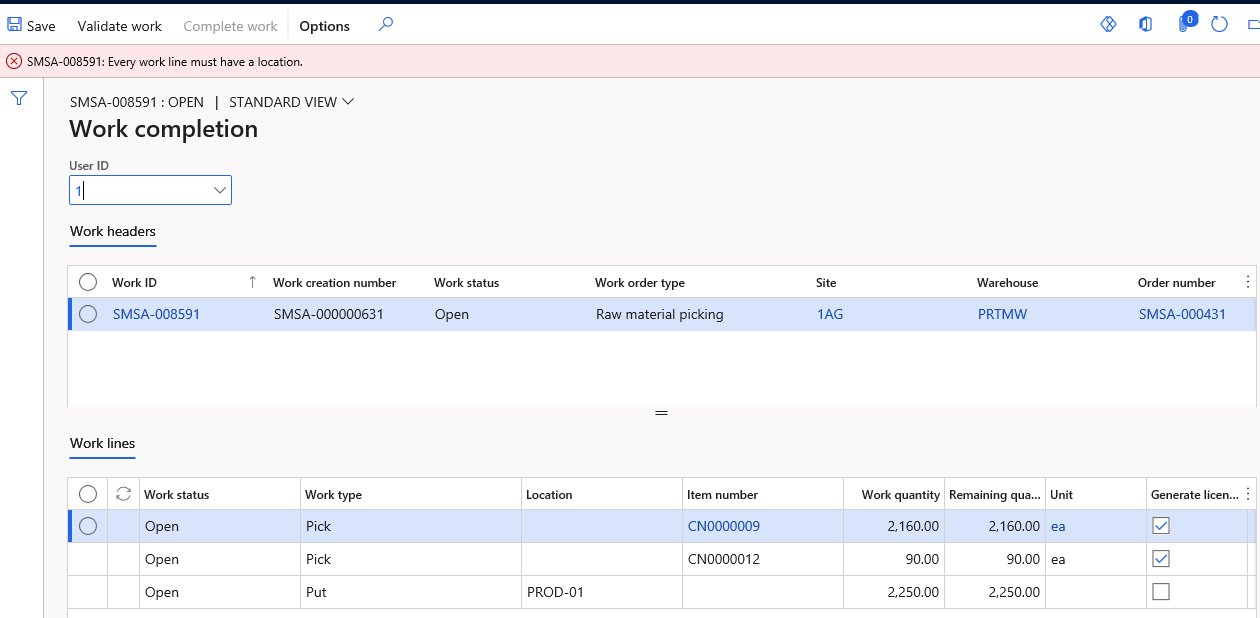 Save Validate work Complete work Options 0
SMSA-008591: Every work line must have a location.
SMSA-008591 : OPEN | STANDARD VIEW
Work completion
User ID
1
Work headers
Work ID ↑ Work creation number Work status Work order type Site Warehouse Order number
SMSA-008591 SMSA-000000631 Open Raw material picking 1AG PRTMW SMSA-000431
Work lines
Work status Work type Location Item number Work quantity Remaining qua... Unit Generate licen...
Open Pick CN0000009 2,160.00 2,160.00 ea
Open Pick CN0000012 90.00 90.00 ea
Open Put PROD-01 2,250.00 2,250.00